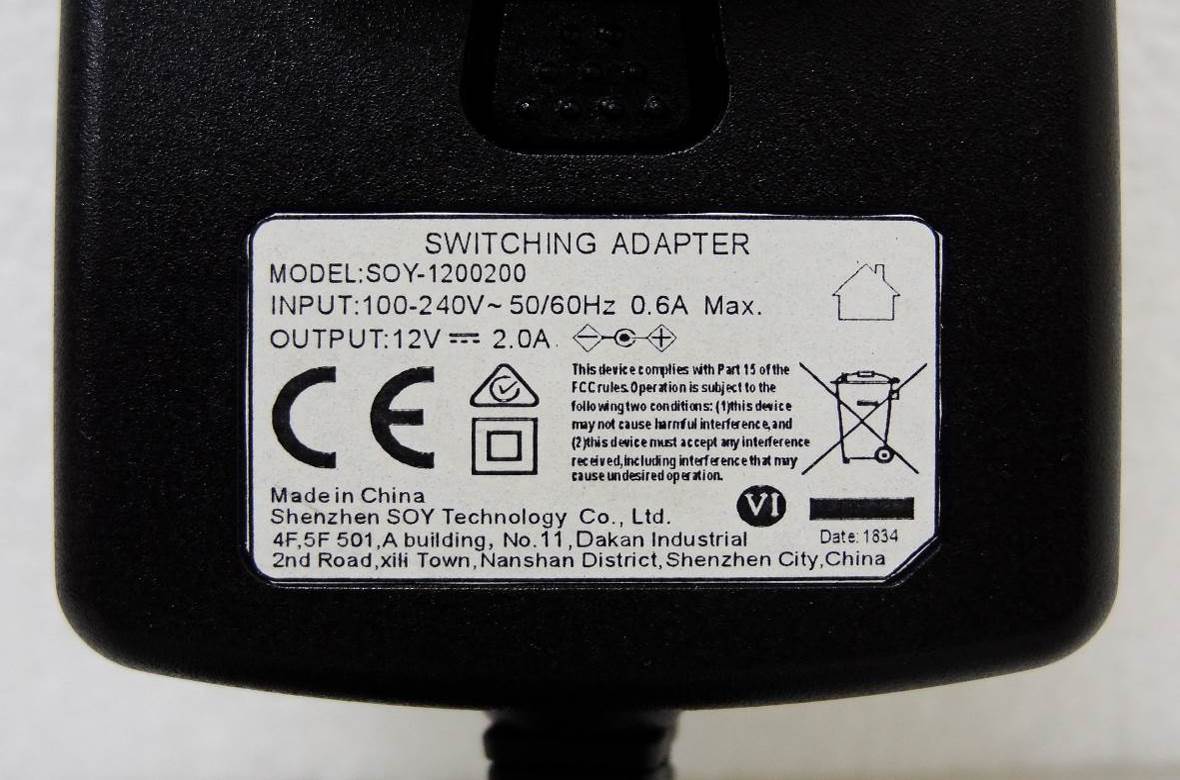 SWITCHING ADAPTER
MODEL:SOY-1200200
INPUT:100-240V~ 50/60Hz 0.6A Max.
OUTPUT:12V ⎓ 2.0A
CE
This device complies with Part 15 of the
FCC rules.Operation is subject to the
following two conditions: (1)this device
may not cause harmful interference,and
(2)this device must accept any interference
received,including interference that may
cause undesired operation.
Made in China
VI
Shenzhen SOY Technology Co., Ltd.
4F,5F 501,A building, No.11,Dakan Industrial
Date: 1834
2nd Road,xili Town,Nanshan District,Shenzhen City,China